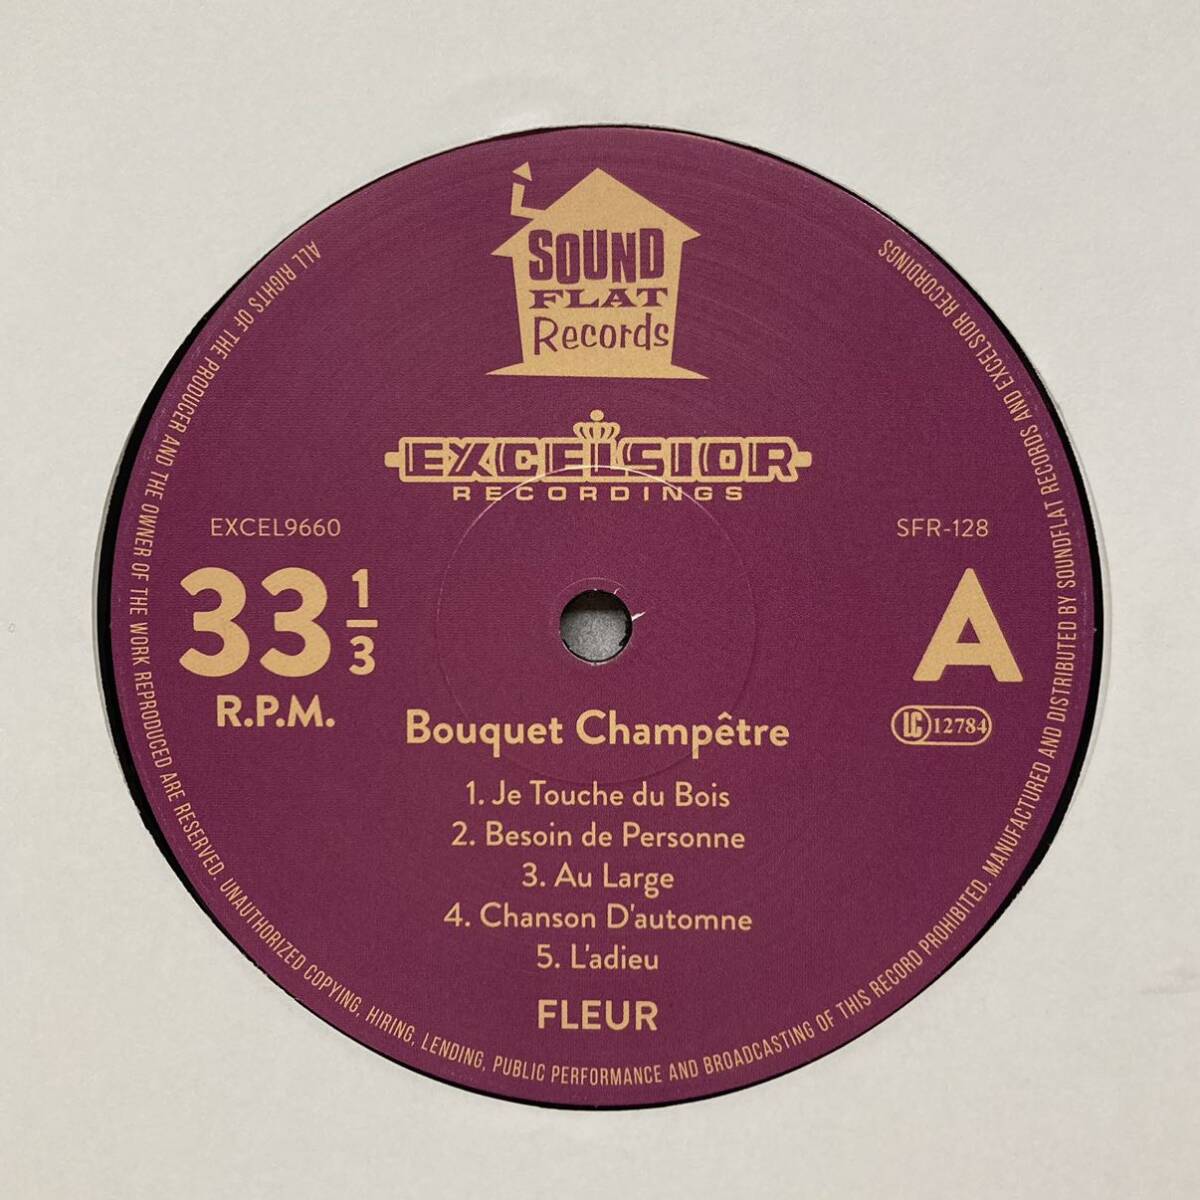 SOUND
FLAT
Records
EXCELSIOR
RECORDINGS
EXCEL9660
SFR-128
33 1/3
R.P.M.
A
LC 12784
Bouquet Champêtre
1. Je Touche du Bois
2. Besoin de Personne
3. Au Large
4. Chanson D'automne
5. L'adieu
FLEUR
ALL RIGHTS OF THE PRODUCER AND THE OWNER OF THE WORK REPRODUCED ARE RESERVED. UNAUTHORIZED COPYING, HIRING, LENDING, PUBLIC PERFORMANCE AND BROADCASTING OF THIS RECORD PROHIBITED. MANUFACTURED AND DISTRIBUTED BY SOUNDFLAT RECORDS AND EXCELSIOR RECORDINGS